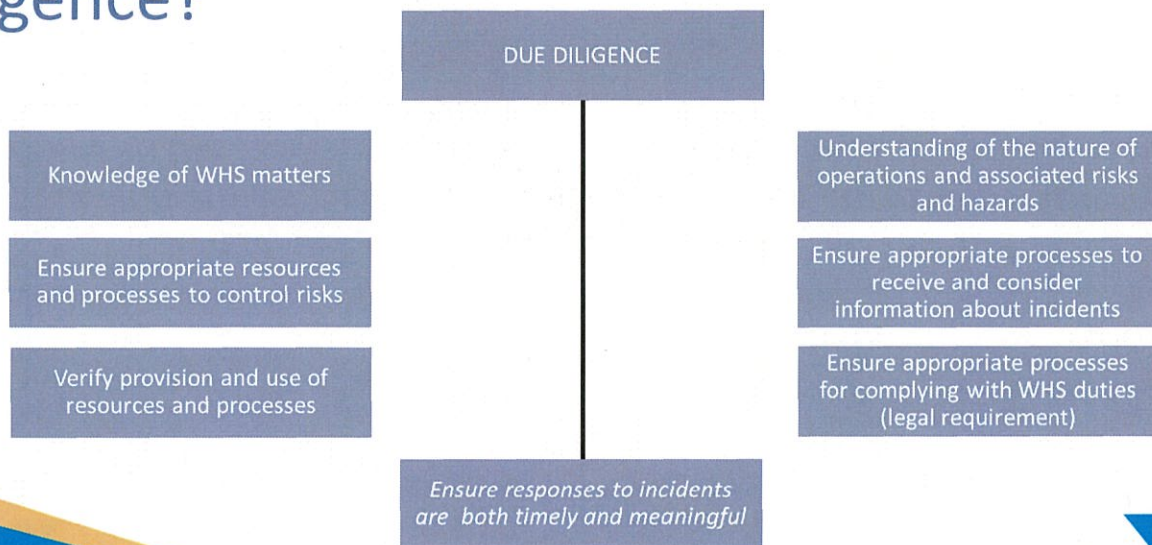 gence?
DUE DILIGENCE
Knowledge of WHS matters
Ensure appropriate resources
and processes to control risks
Verify provision and use of
resources and processes
Understanding of the nature of
operations and associated risks
and hazards
Ensure appropriate processes to
receive and consider
information about incidents
Ensure appropriate processes
for complying with WHS duties
(legal requirement)
Ensure responses to incidents
are both timely and meaningful